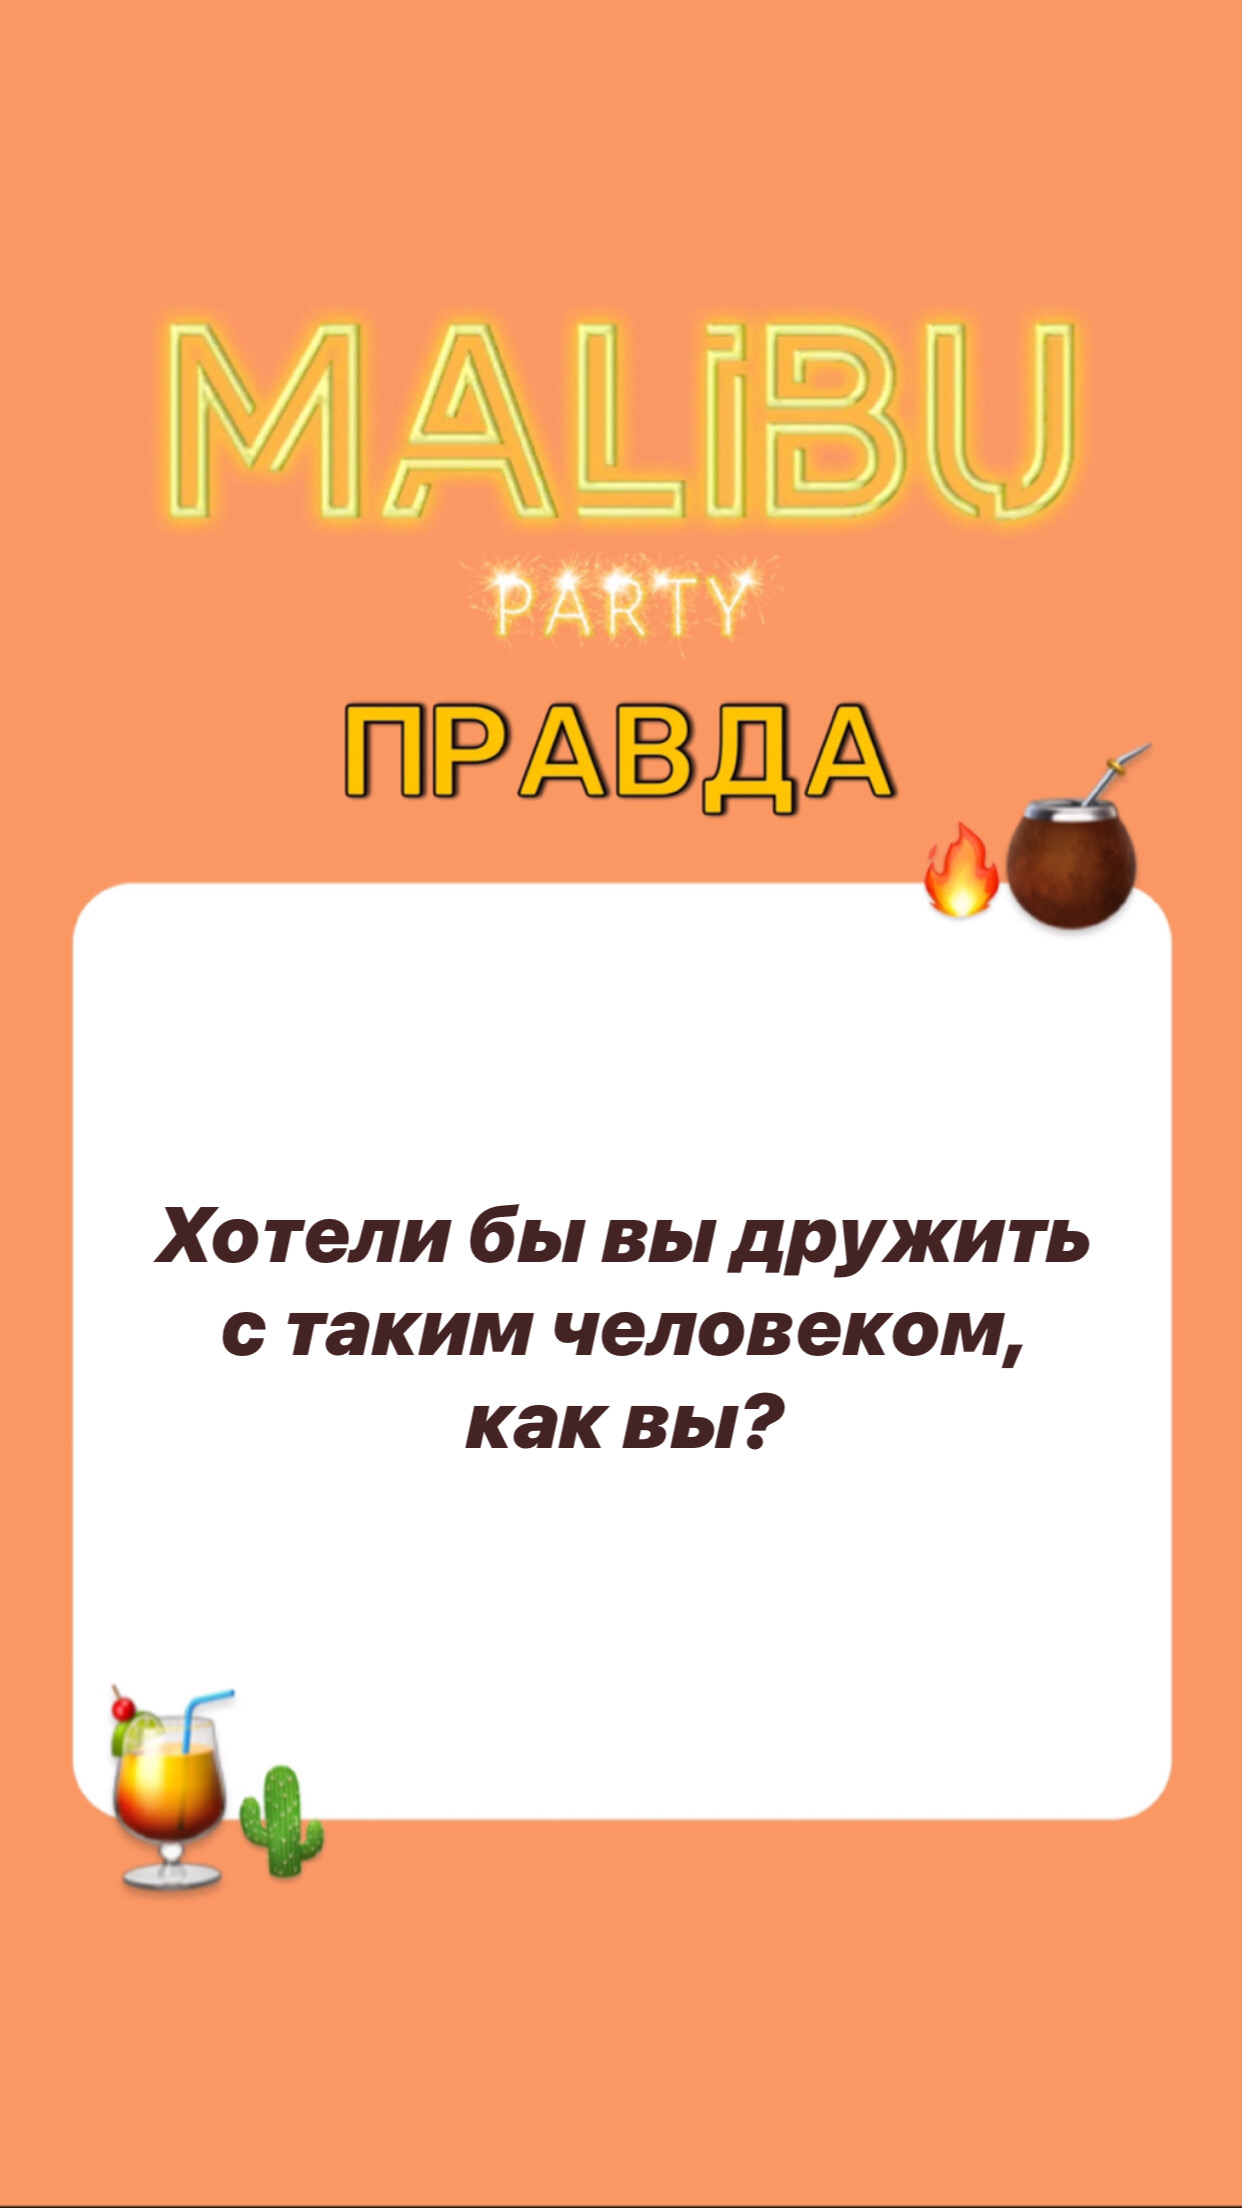 MALiBU
PARTY
ПРАВДА
Хотели бы вы дружить
с таким человеком,
как вы?